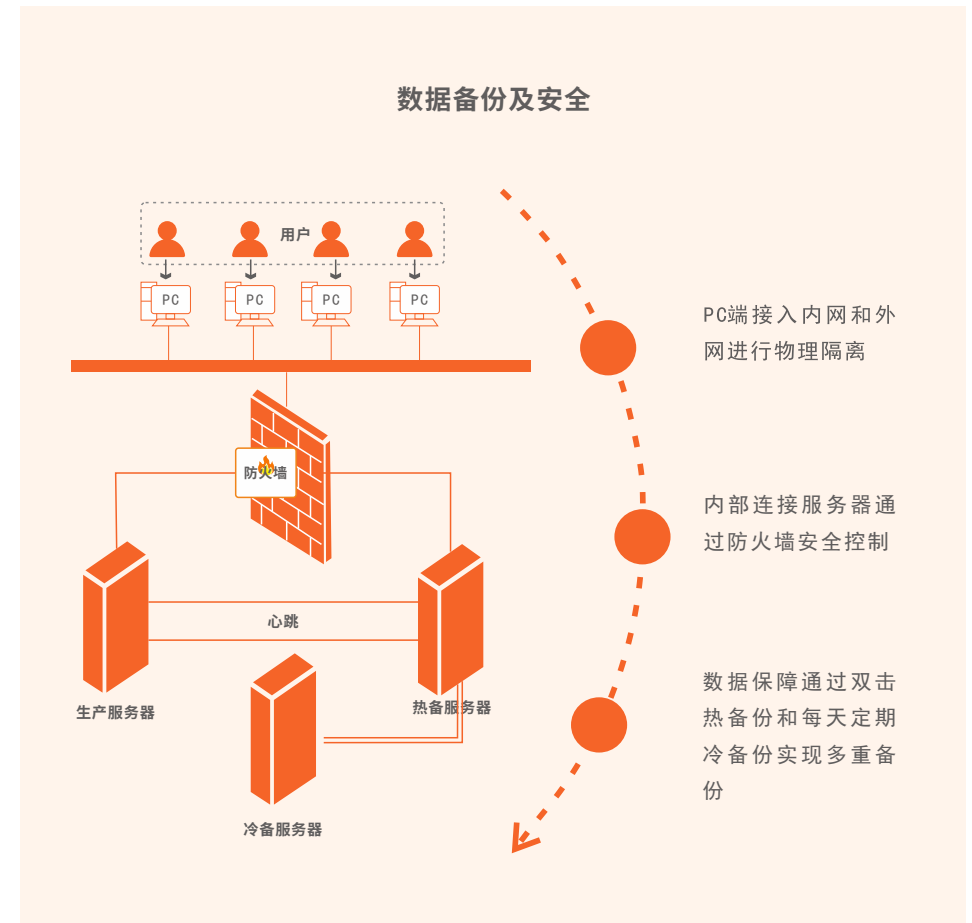 数据备份及安全
用户
PC
PC
PC
PC
防火墙
心跳
生产服务器
热备服务器
冷备服务器
PC端接入内网和外
网进行物理隔离
内部连接服务器通
过防火墙安全控制
数据保障通过双击
热备份和每天定期
冷备份实现多重备
份